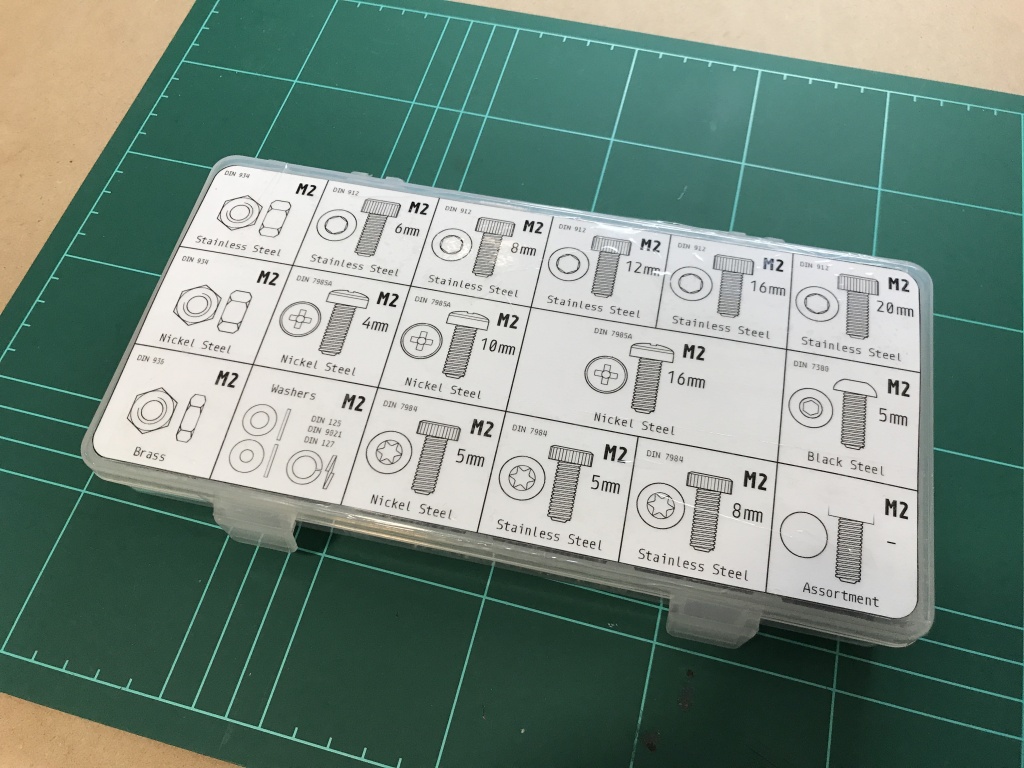 DIN 934
M2
Stainless Steel
DIN 912
M2
6mm
Stainless Steel
DIN 912
M2
8mm
Stainless Steel
DIN 912
M2
12mm
Stainless Steel
DIN 912
M2
16mm
Stainless Steel
DIN 912
M2
20mm
Stainless Steel
DIN 934
M2
Nickel Steel
DIN 7985A
M2
4mm
Nickel Steel
DIN 7985A
M2
10mm
Nickel Steel
DIN 7985A
M2
16mm
Nickel Steel
DIN 7380
M2
5mm
Black Steel
DIN 936
M2
Brass
Washers
M2
DIN 125
DIN 9021
DIN 127
DIN 7984
M2
5mm
Nickel Steel
DIN 7984
M2
5mm
Stainless Steel
DIN 7984
M2
8mm
Stainless Steel
M2
-
Assortment